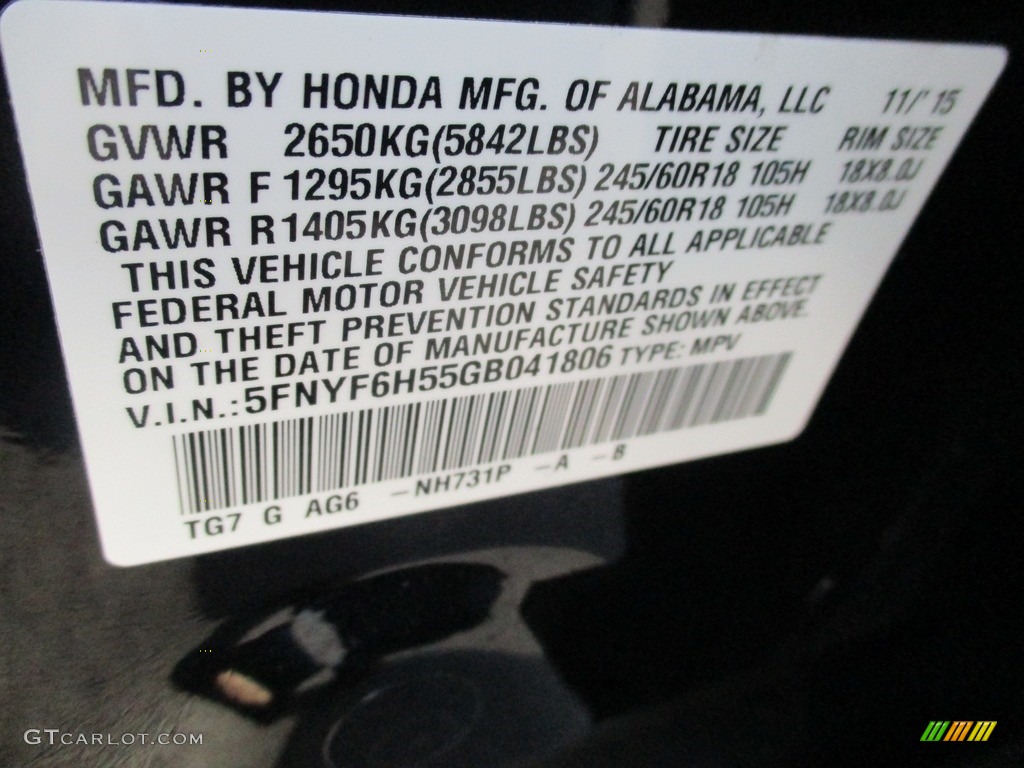 MFD. BY HONDA MFG. OF ALABAMA, LLC 11/'15
GVWR 2650KG(5842LBS) TIRE SIZE RIM SIZE
GAWR F 1295KG(2855LBS) 245/60R18 105H 18X8.0J
GAWR R 1405KG(3098LBS) 245/60R18 105H 18X8.0J
THIS VEHICLE CONFORMS TO ALL APPLICABLE
FEDERAL MOTOR VEHICLE SAFETY
AND THEFT PREVENTION STANDARDS IN EFFECT
ON THE DATE OF MANUFACTURE SHOWN ABOVE.
V.I.N.: 5FNYF6H55GB041806 TYPE: MPV
TG7 G AG6 -NH731P -A -B
GTCARLOT.COM